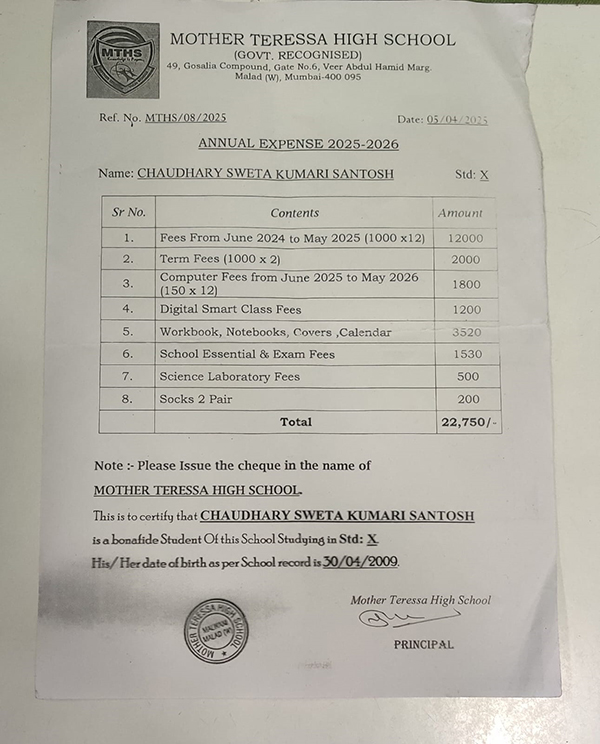 MTHS
MOTHER TERESSA HIGH SCHOOL
(GOVT. RECOGNISED)
49, Gosalia Compound, Gate No.6, Veer Abdul Hamid Marg.
Malad (W), Mumbai-400 095
Ref. No. MTHS/08/2025 Date: 05/04/2025
ANNUAL EXPENSE 2025-2026
Name: CHAUDHARY SWETA KUMARI SANTOSH Std: X
Sr No. Contents Amount
1. Fees From June 2024 to May 2025 (1000 x12) 12000
2. Term Fees (1000 x 2) 2000
3. Computer Fees from June 2025 to May 2026 (150 x 12) 1800
4. Digital Smart Class Fees 1200
5. Workbook, Notebooks, Covers ,Calendar 3520
6. School Essential & Exam Fees 1530
7. Science Laboratory Fees 500
8. Socks 2 Pair 200
Total 22,750/-
Note :- Please Issue the cheque in the name of
MOTHER TERESSA HIGH SCHOOL.
This is to certify that CHAUDHARY SWETA KUMARI SANTOSH
is a bonafide Student Of this School Studying in Std: X
His/Her date of birth as per School record is 30/04/2009.
Mother Teressa High School
PRINCIPAL
MOTHER TERESSA HIGH SCHOOL
MALAD (W)